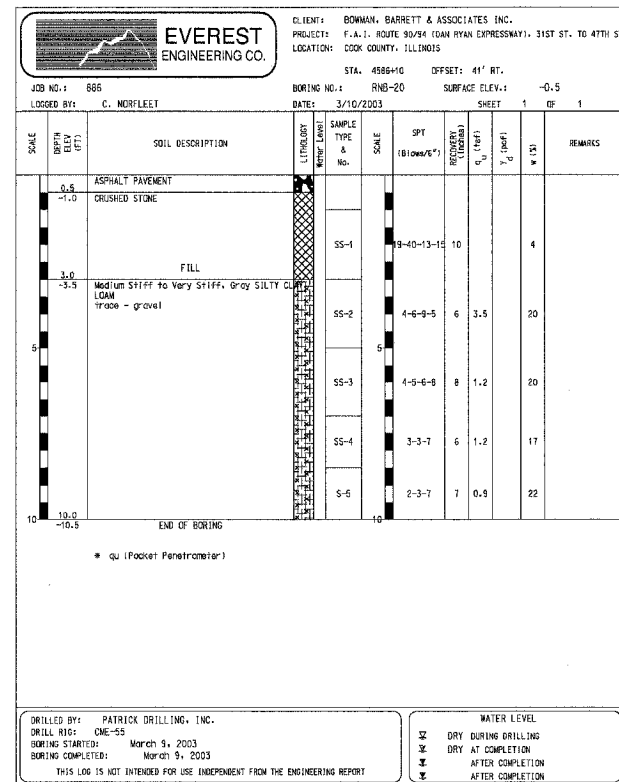 EVEREST
ENGINEERING CO.
CLIENT: BOWMAN, BARRETT & ASSOCIATES INC.
PROJECT: F.A.I. ROUTE 90/94 (DAN RYAN EXPRESSWAY), 31ST ST. TO 47TH S
LOCATION: COOK COUNTY, ILLINOIS
STA. 4586+10 OFFSET: 41' RT.
JOB NO.: 886 BORING NO.: RNB-20 SURFACE ELEV.: -0.5
LOGGED BY: C. NORFLEET DATE: 3/10/2003 SHEET 1 OF 1
SCALE DEPTH ELEV (FT) SOIL DESCRIPTION LITHOLOGY Water Level SAMPLE TYPE & No. SCALE SPT (Blows/6") RECOVERY (inches) q u (tsf) γ d (pcf) w (%) REMARKS
ASPHALT PAVEMENT
0.5
-1.0 CRUSHED STONE
SS-1 19-40-13-15 10 4
FILL
3.0
-3.5 Medium Stiff to Very Stiff, Gray SILTY CL
LOAM
trace - gravel
SS-2 4-6-9-5 6 3.5 20
5 5
SS-3 4-5-6-8 8 1.2 20
SS-4 3-3-7 6 1.2 17
S-5 2-3-7 7 0.9 22
10 10.0 10
-10.5 END OF BORING
* qu (Pocket Penetrometer)
DRILLED BY: PATRICK DRILLING, INC.
DRILL RIG: CME-55
BORING STARTED: March 9, 2003
BORING COMPLETED: March 9, 2003
THIS LOG IS NOT INTENDED FOR USE INDEPENDENT FROM THE ENGINEERING REPORT
WATER LEVEL
DRY DURING DRILLING
DRY AT COMPLETION
AFTER COMPLETION
AFTER COMPLETION